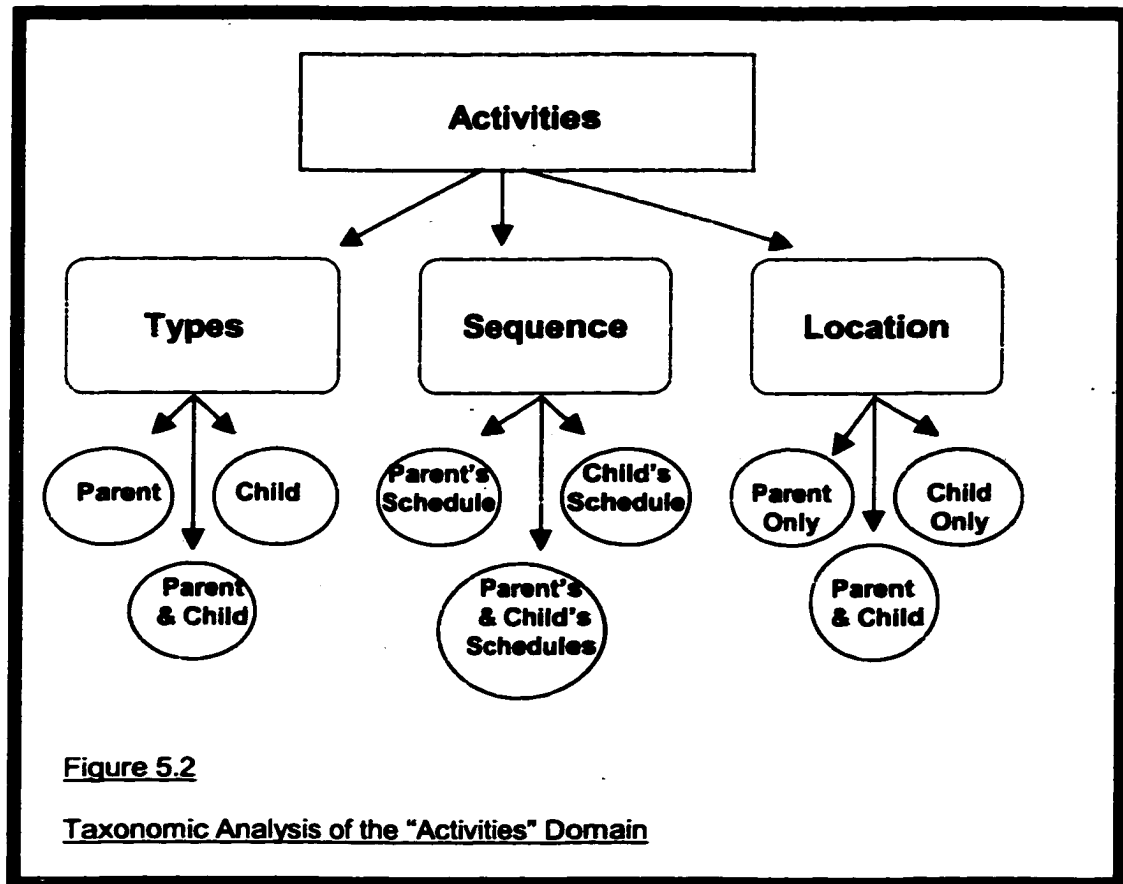 Activities
Types
Sequence
Location
Parent
Child
Parent
& Child
Parent's
Schedule
Child's
Schedule
Parent's
& Child's
Schedules
Parent
Only
Child
Only
Parent
& Child
Figure 5.2
Taxonomic Analysis of the "Activities" Domain